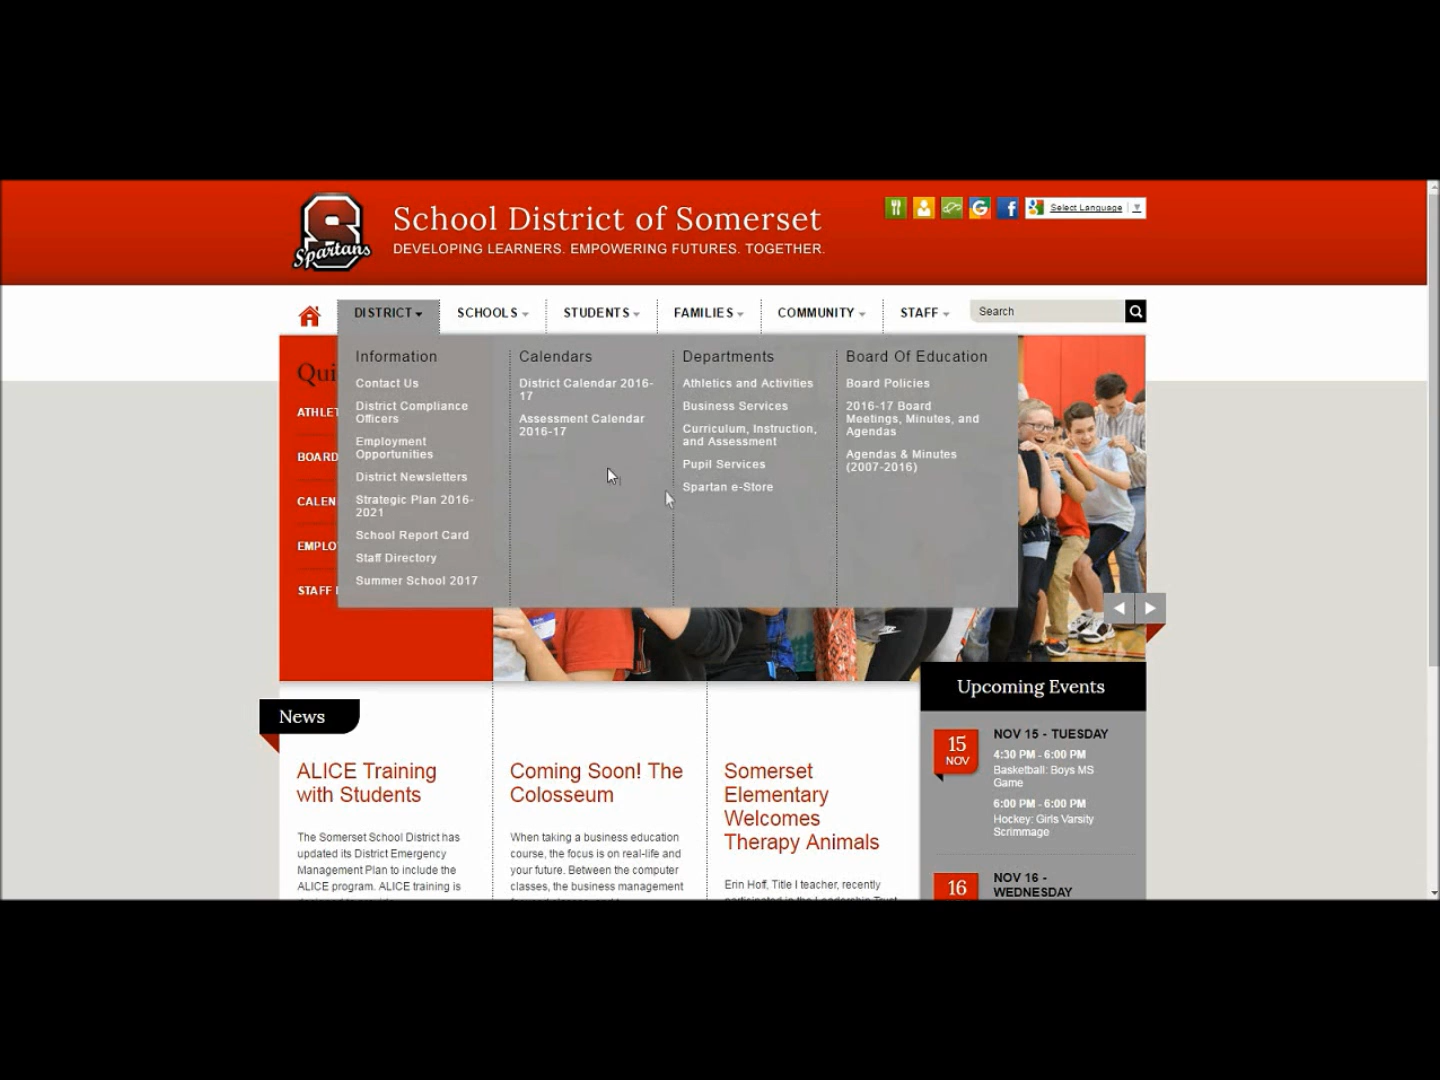 School District of Somerset
DEVELOPING LEARNERS. EMPOWERING FUTURES. TOGETHER.
Spartans
Select Language
DISTRICT
SCHOOLS
STUDENTS
FAMILIES
COMMUNITY
STAFF
Search
Information
Contact Us
District Compliance
Officers
Employment
Opportunities
District Newsletters
Strategic Plan 2016-
2021
School Report Card
Staff Directory
Summer School 2017
Calendars
District Calendar 2016-
17
Assessment Calendar
2016-17
Departments
Athletics and Activities
Business Services
Curriculum, Instruction,
and Assessment
Pupil Services
Spartan e-Store
Board Of Education
Board Policies
2016-17 Board
Meetings, Minutes, and
Agendas
Agendas & Minutes
(2007-2016)
Qui
ATHLET
BOARD
CALEN
EMPLO
STAFF
News
ALICE Training
with Students
The Somerset School District has
updated its District Emergency
Management Plan to include the
ALICE program. ALICE training is
Coming Soon! The
Colosseum
When taking a business education
course, the focus is on real-life and
your future. Between the computer
classes, the business management
Somerset
Elementary
Welcomes
Therapy Animals
Erin Hoff, Title I teacher, recently
Upcoming Events
15
NOV
NOV 15 - TUESDAY
4:30 PM - 6:00 PM
Basketball: Boys MS
Game
6:00 PM - 6:00 PM
Hockey: Girls Varsity
Scrimmage
16
NOV 16 -
WEDNESDAY